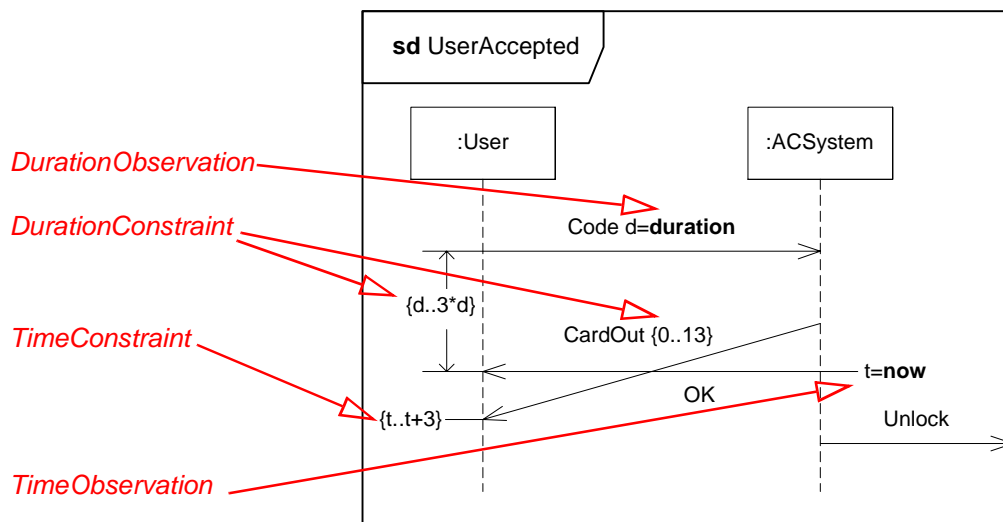 sd UserAccepted
:User
:ACSystem
DurationObservation
Code d=duration
DurationConstraint
{d..3*d}
CardOut {0..13}
TimeConstraint
t=now
OK
{t..t+3}
Unlock
TimeObservation